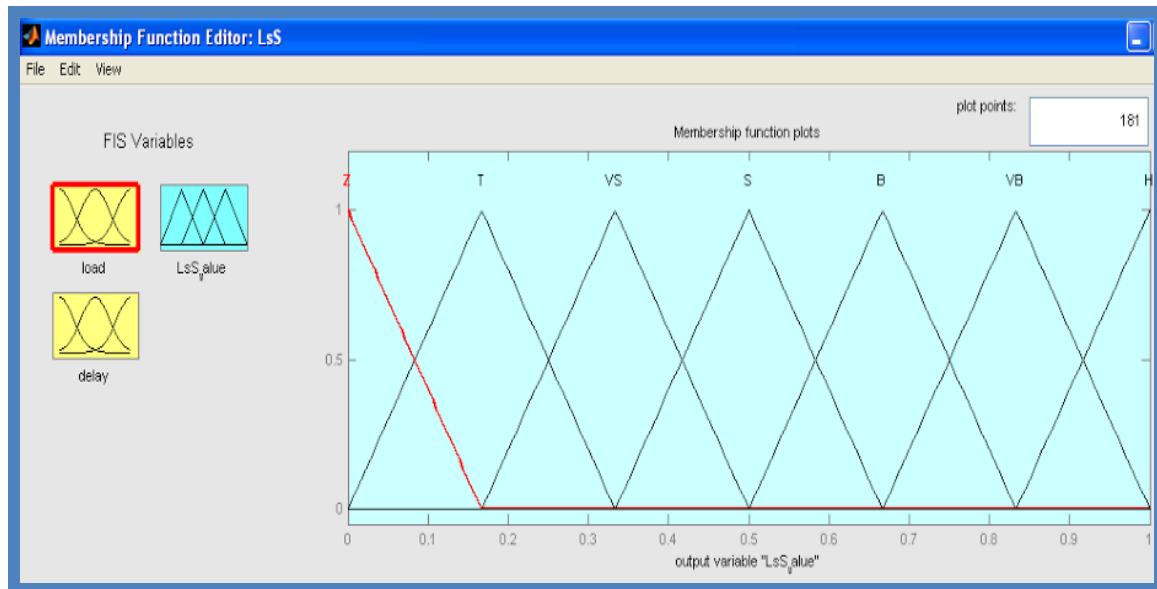 Membership Function Editor: LsS
File Edit View
FIS Variables
load
LsSvalue
delay
plot points:
181
Membership function plots
Z T VS S B VB H
1
0.5
0
0 0.1 0.2 0.3 0.4 0.5 0.6 0.7 0.8 0.9 1
output variable "LsSvalue"